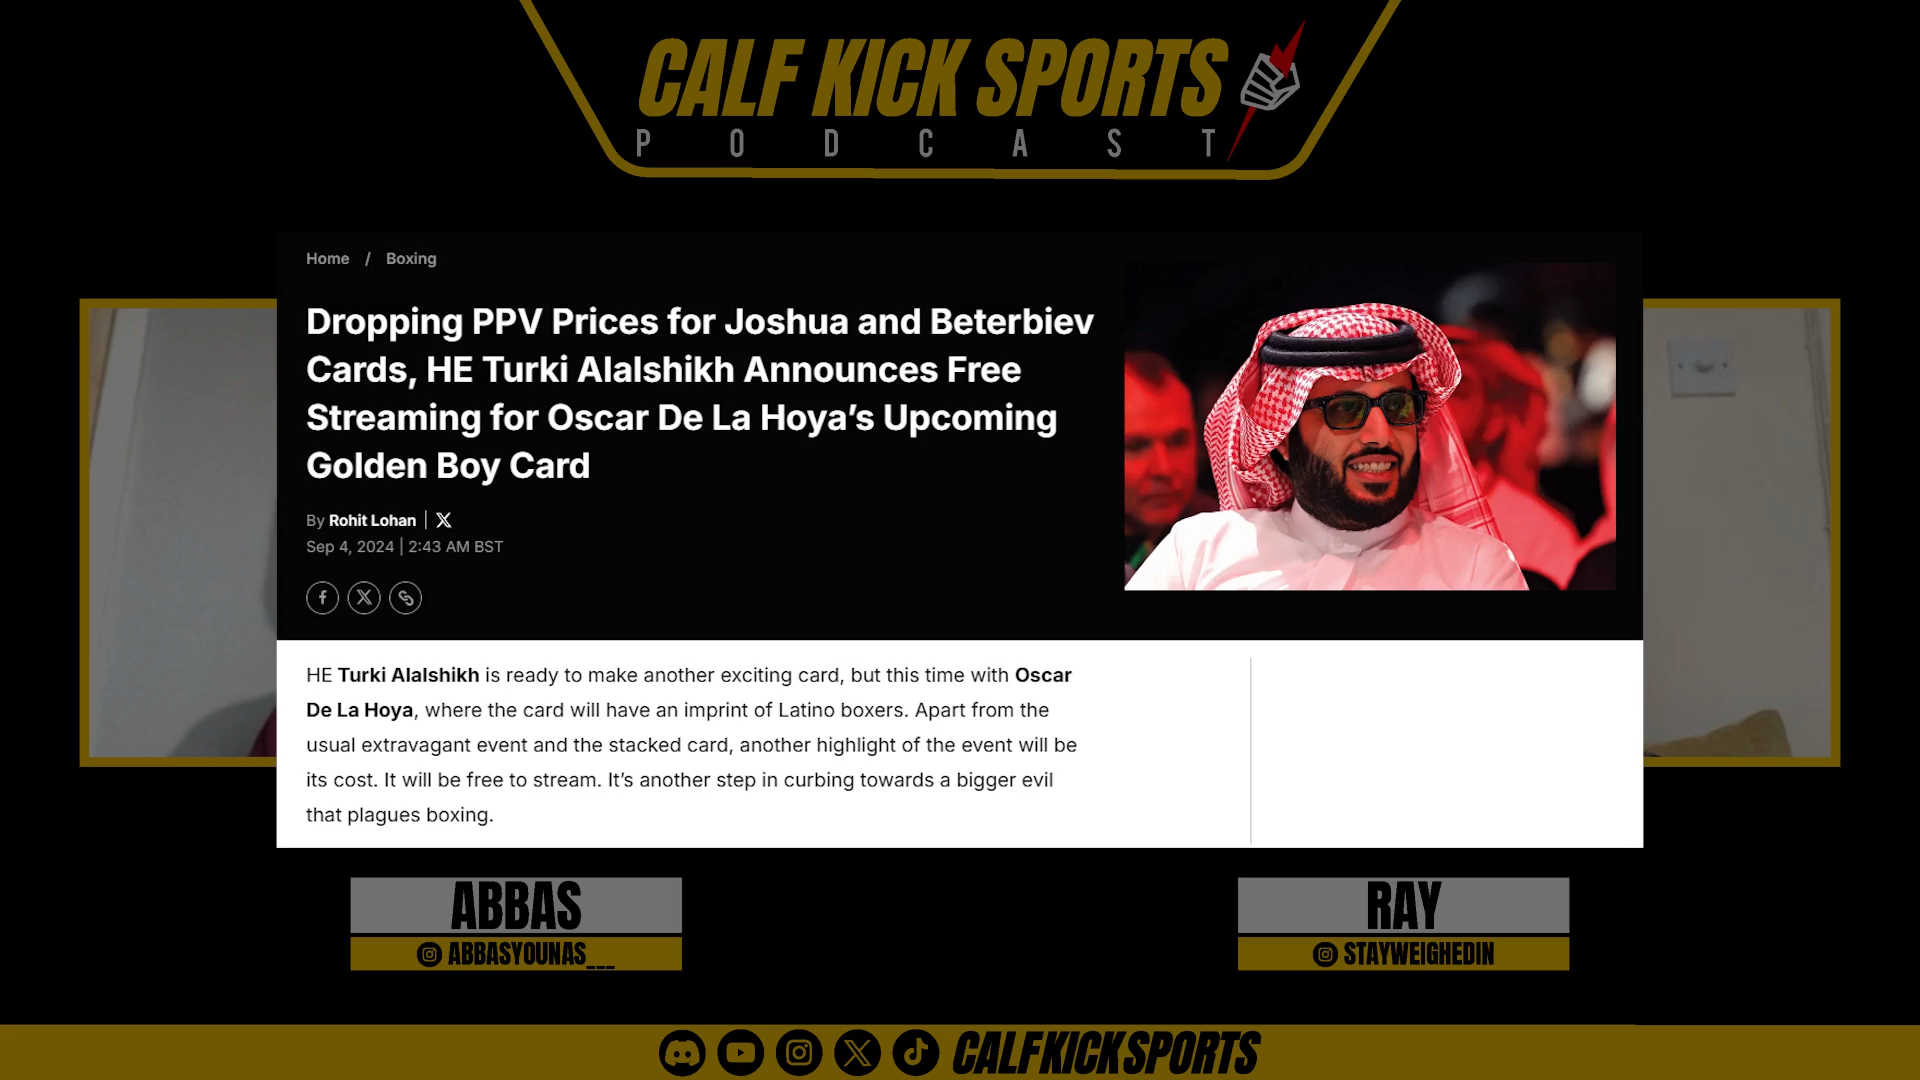 CALF KICK SPORTS
PODCAST
Home / Boxing
Dropping PPV Prices for Joshua and Beterbiev
Cards, HE Turki Alalshikh Announces Free
Streaming for Oscar De La Hoya’s Upcoming
Golden Boy Card
By Rohit Lohan | X
Sep 4, 2024 | 2:43 AM BST
HE Turki Alalshikh is ready to make another exciting card, but this time with Oscar
De La Hoya, where the card will have an imprint of Latino boxers. Apart from the
usual extravagant event and the stacked card, another highlight of the event will be
its cost. It will be free to stream. It’s another step in curbing towards a bigger evil
that plagues boxing.
ABBAS
ABBASYOUNAS___
RAY
STAYWEIGHEDIN
CALFKICKSPORTS